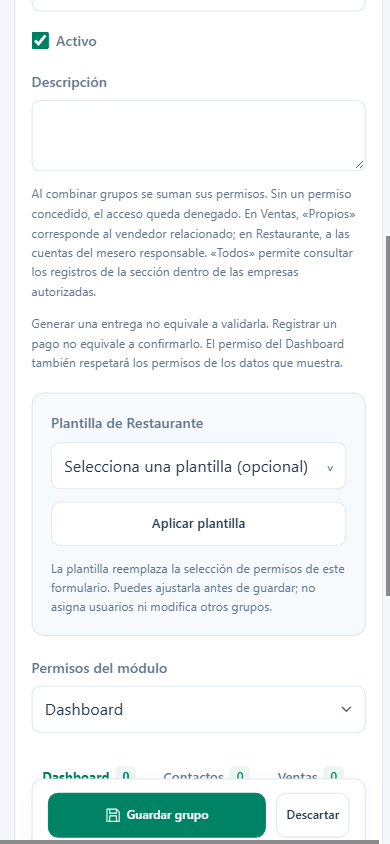 Activo
Descripción
Al combinar grupos se suman sus permisos. Sin un permiso
concedido, el acceso queda denegado. En Ventas, «Propios»
corresponde al vendedor relacionado; en Restaurante, a las
cuentas del mesero responsable. «Todos» permite consultar
los registros de la sección dentro de las empresas
autorizadas.
Generar una entrega no equivale a validarla. Registrar un
pago no equivale a confirmarlo. El permiso del Dashboard
también respetará los permisos de los datos que muestra.
Plantilla de Restaurante
Selecciona una plantilla (opcional)
Aplicar plantilla
La plantilla reemplaza la selección de permisos de este
formulario. Puedes ajustarla antes de guardar; no
asigna usuarios ni modifica otros grupos.
Permisos del módulo
Dashboard
Dashboard 0 Contactos 0 Ventas 0
Guardar grupo Descartar